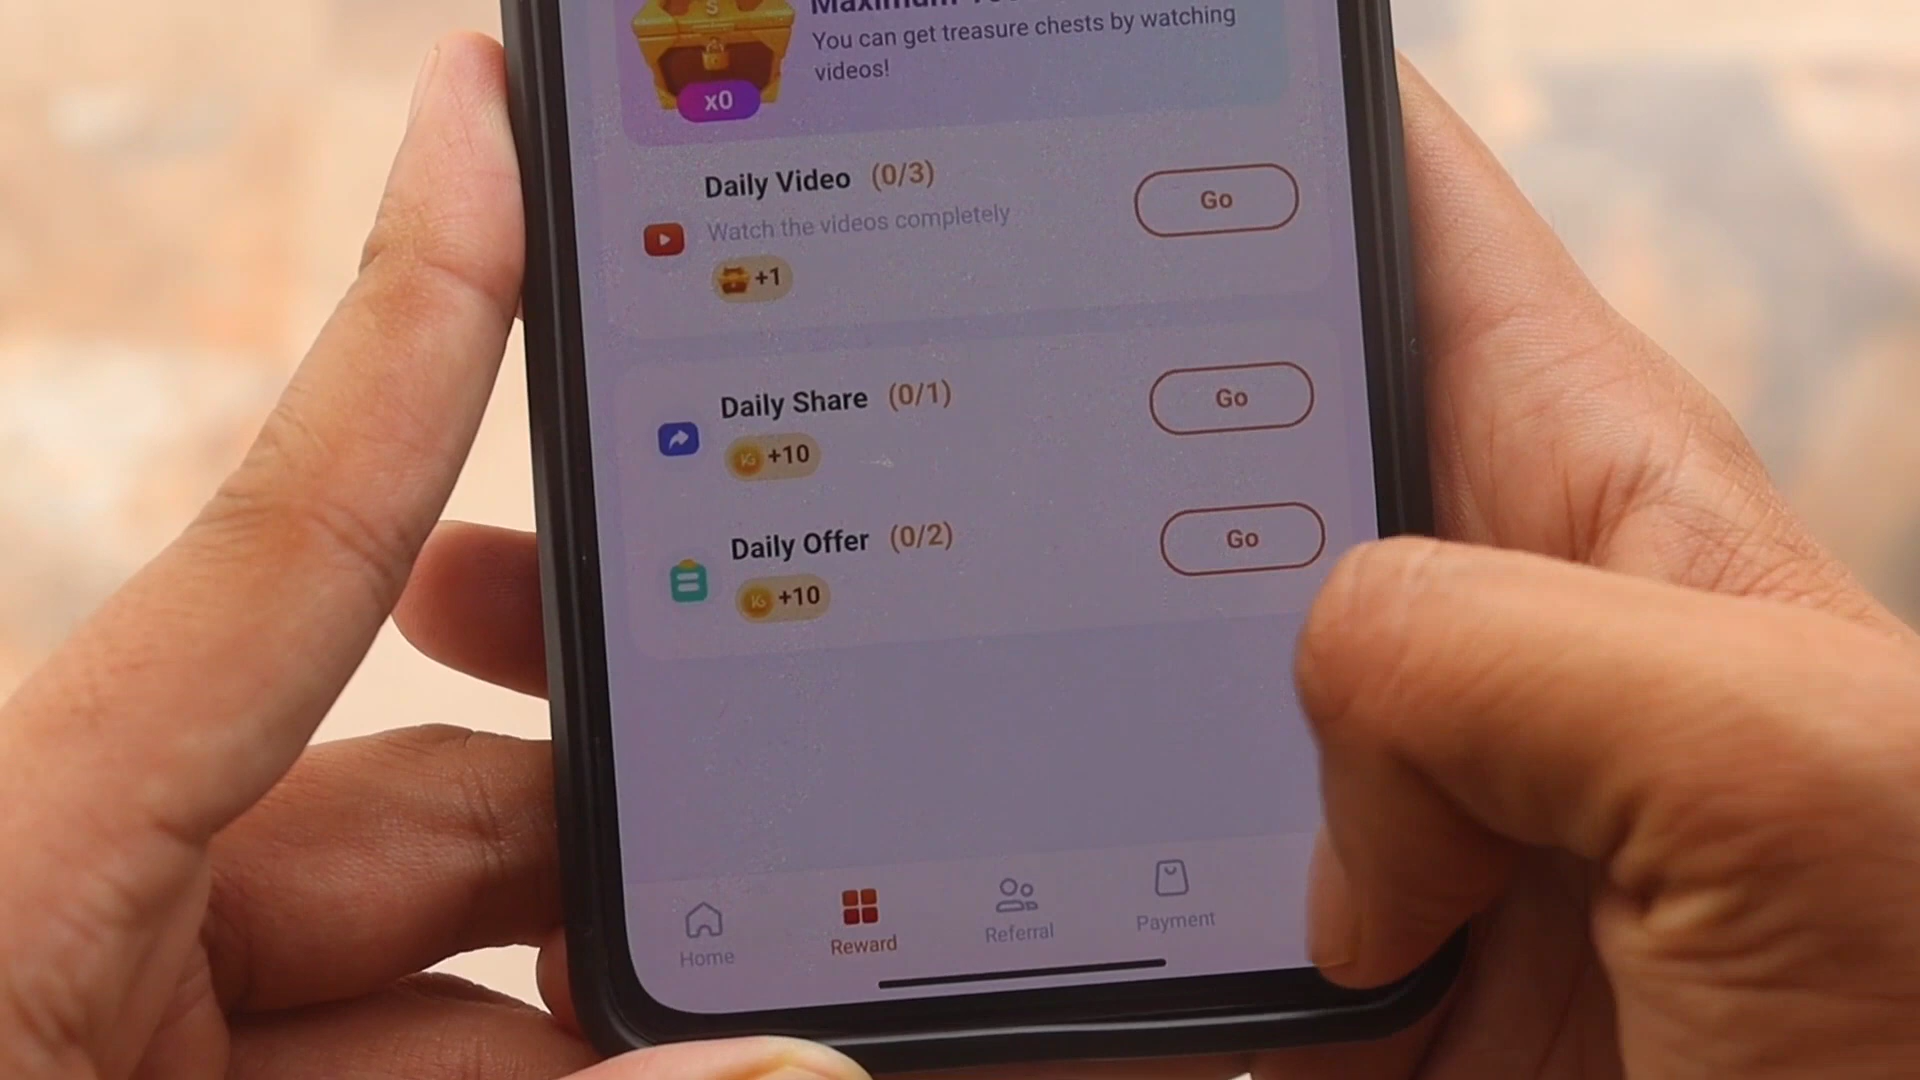 S
Maximum
You can get treasure chests by watching
videos!
x0
Daily Video (0/3)
Go
Watch the videos completely
+1
Daily Share (0/1)
Go
+10
Daily Offer (0/2)
Go
+10
Home
Reward
Referral
Payment